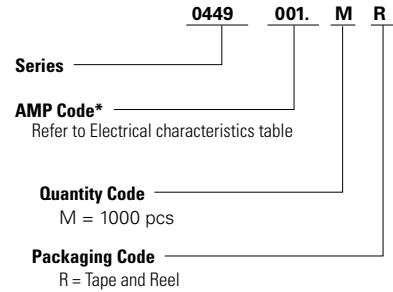 0449 001. M R
Series
AMP Code*
Refer to Electrical characteristics table
Quantity Code
M = 1000 pcs
Packaging Code
R = Tape and Reel